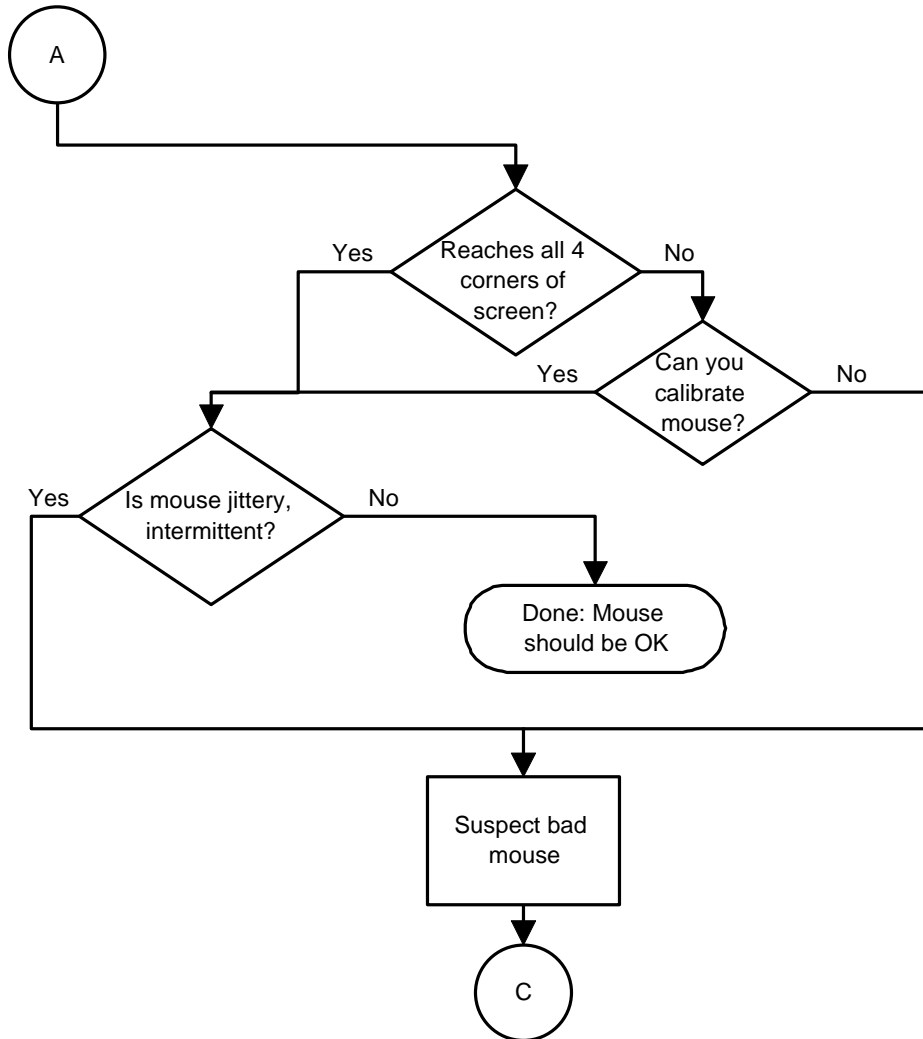 A
Yes
Reaches all 4
corners of
screen?
No
Yes
Can you
calibrate
mouse?
No
Yes
Is mouse jittery,
intermittent?
No
Done: Mouse
should be OK
Suspect bad
mouse
C